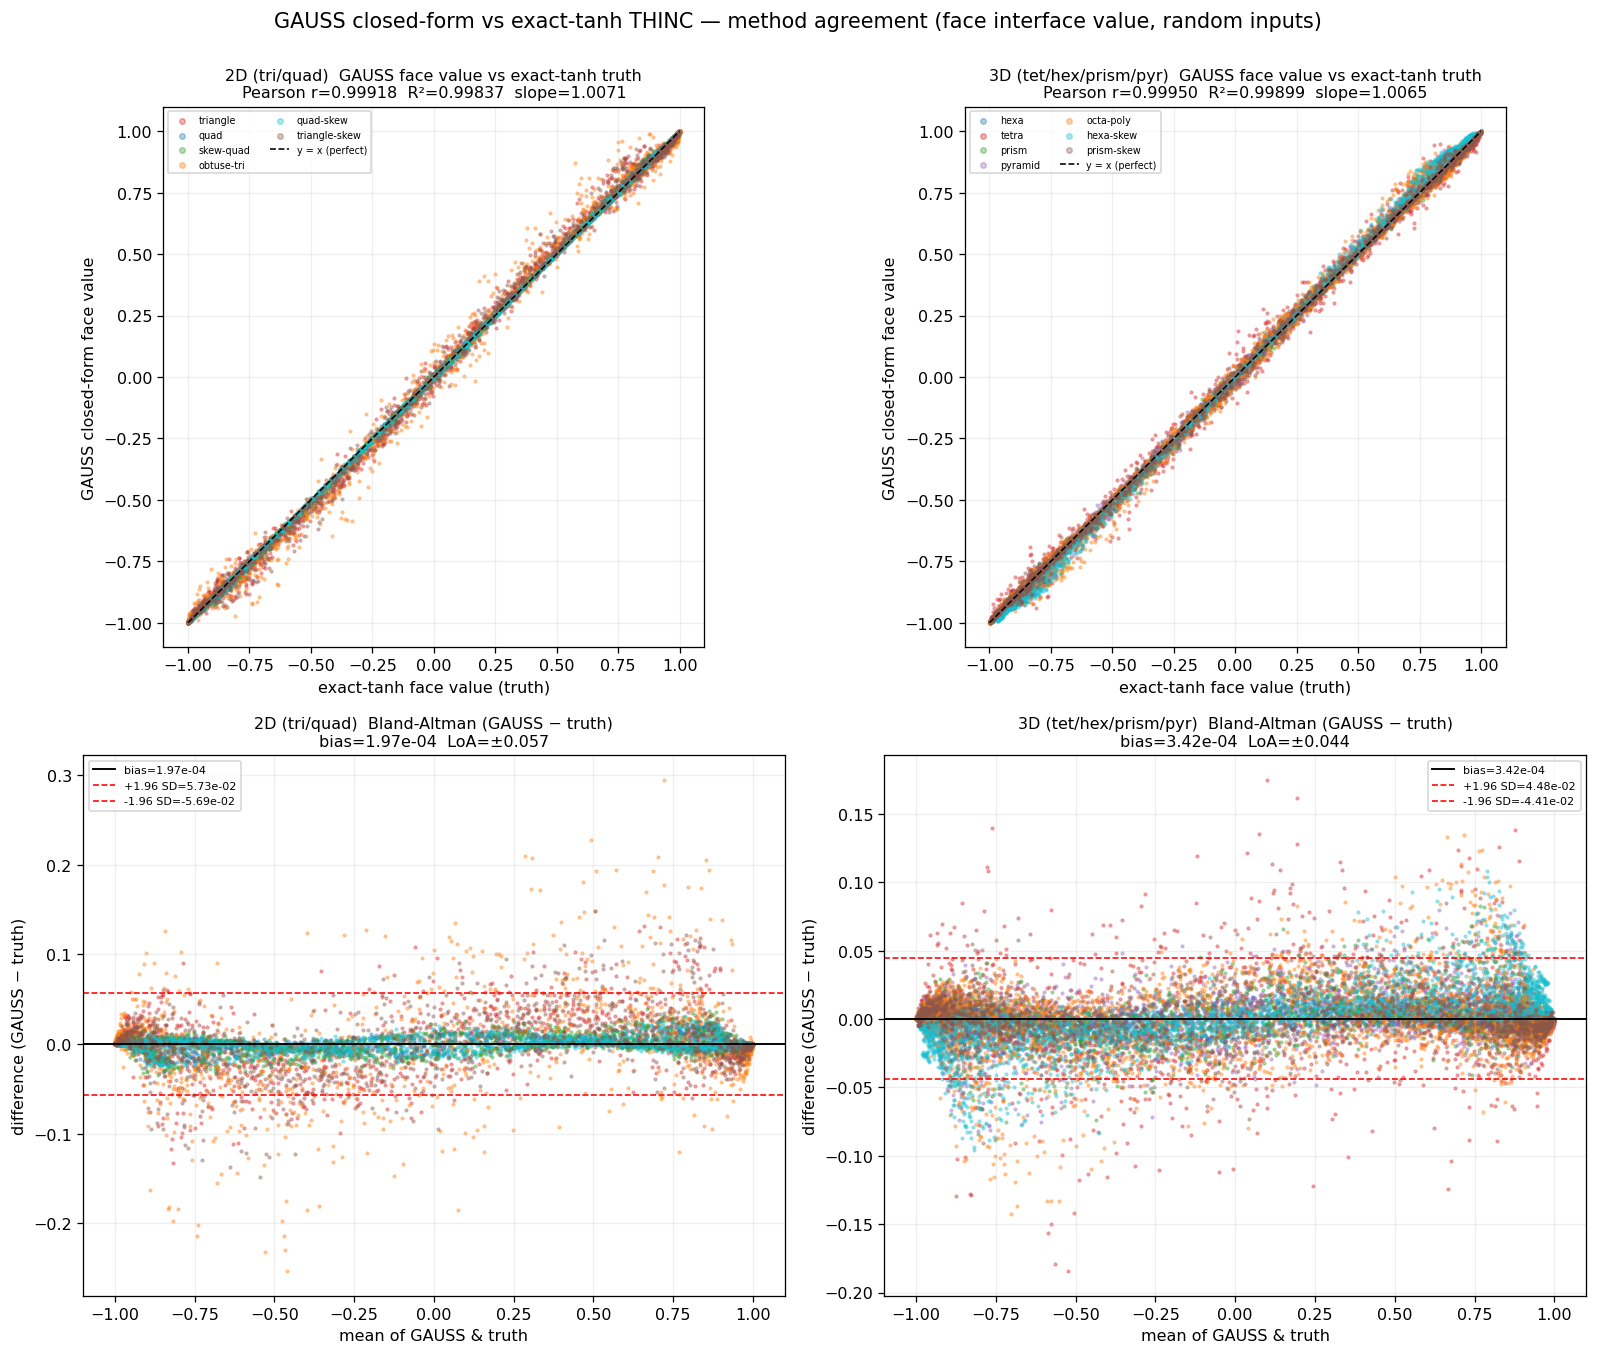 GAUSS closed-form vs exact-tanh THINC — method agreement (face interface value, random inputs)
2D (tri/quad)  GAUSS face value vs exact-tanh truth
Pearson r=0.99918  R²=0.99837  slope=1.0071
triangle
quad
skew-quad
obtuse-tri
quad-skew
triangle-skew
y = x (perfect)
GAUSS closed-form face value
1.00
0.75
0.50
0.25
0.00
−0.25
−0.50
−0.75
−1.00
−1.00 −0.75 −0.50 −0.25 0.00 0.25 0.50 0.75 1.00
exact-tanh face value (truth)
3D (tet/hex/prism/pyr)  GAUSS face value vs exact-tanh truth
Pearson r=0.99950  R²=0.99899  slope=1.0065
hexa
tetra
prism
pyramid
octa-poly
hexa-skew
prism-skew
y = x (perfect)
GAUSS closed-form face value
1.00
0.75
0.50
0.25
0.00
−0.25
−0.50
−0.75
−1.00
−1.00 −0.75 −0.50 −0.25 0.00 0.25 0.50 0.75 1.00
exact-tanh face value (truth)
2D (tri/quad)  Bland-Altman (GAUSS − truth)
bias=1.97e-04  LoA=±0.057
bias=1.97e-04
+1.96 SD=5.73e-02
-1.96 SD=-5.69e-02
difference (GAUSS − truth)
0.3
0.2
0.1
0.0
−0.1
−0.2
−1.00 −0.75 −0.50 −0.25 0.00 0.25 0.50 0.75 1.00
mean of GAUSS & truth
3D (tet/hex/prism/pyr)  Bland-Altman (GAUSS − truth)
bias=3.42e-04  LoA=±0.044
bias=3.42e-04
+1.96 SD=4.48e-02
-1.96 SD=-4.41e-02
difference (GAUSS − truth)
0.15
0.10
0.05
0.00
−0.05
−0.10
−0.15
−0.20
−1.00 −0.75 −0.50 −0.25 0.00 0.25 0.50 0.75 1.00
mean of GAUSS & truth